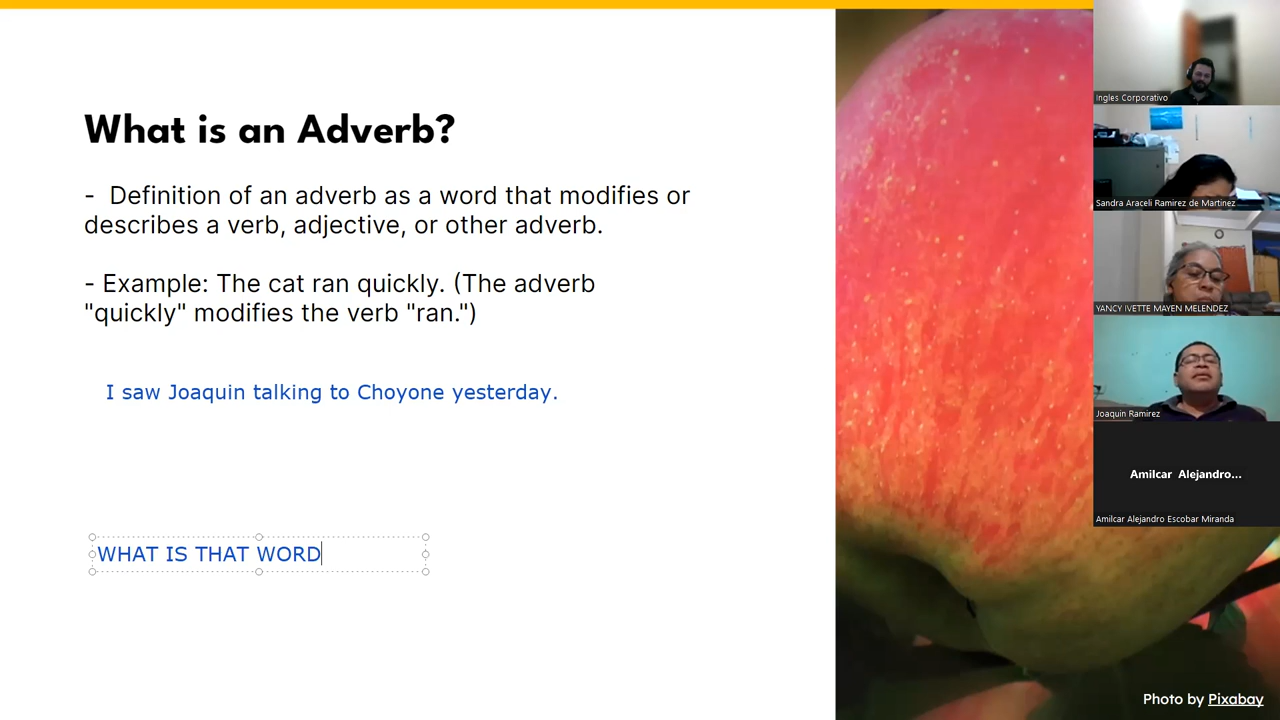 What is an Adverb?
- Definition of an adverb as a word that modifies or
describes a verb, adjective, or other adverb.
- Example: The cat ran quickly. (The adverb
"quickly" modifies the verb "ran.")
I saw Joaquin talking to Choyone yesterday.
WHAT IS THAT WORD
Photo by Pixabay
Ingles Corporativo
Sandra Araceli Ramirez de Martinez
YANCY IVETTE MAYEN MELENDEZ
Joaquin Ramirez
Amilcar Alejandro...
Amilcar Alejandro Escobar Miranda